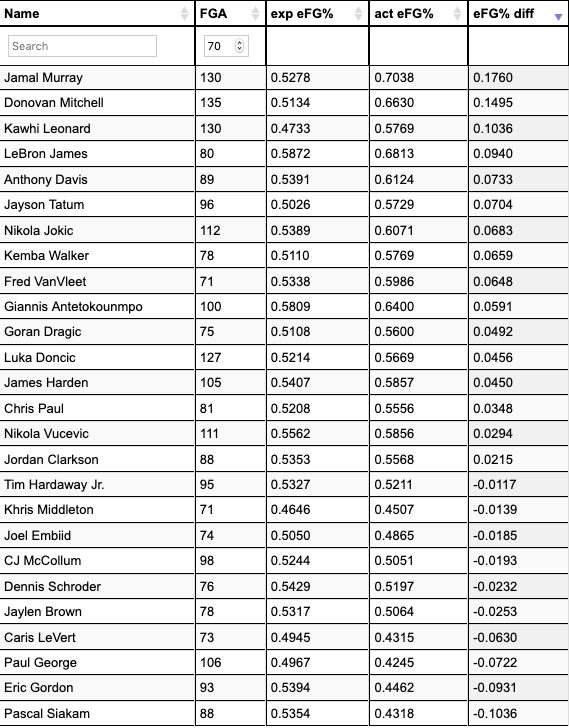 Name FGA exp eFG% act eFG% eFG% diff
Search 70
Jamal Murray 130 0.5278 0.7038 0.1760
Donovan Mitchell 135 0.5134 0.6630 0.1495
Kawhi Leonard 130 0.4733 0.5769 0.1036
LeBron James 80 0.5872 0.6813 0.0940
Anthony Davis 89 0.5391 0.6124 0.0733
Jayson Tatum 96 0.5026 0.5729 0.0704
Nikola Jokic 112 0.5389 0.6071 0.0683
Kemba Walker 78 0.5110 0.5769 0.0659
Fred VanVleet 71 0.5338 0.5986 0.0648
Giannis Antetokounmpo 100 0.5809 0.6400 0.0591
Goran Dragic 75 0.5108 0.5600 0.0492
Luka Doncic 127 0.5214 0.5669 0.0456
James Harden 105 0.5407 0.5857 0.0450
Chris Paul 81 0.5208 0.5556 0.0348
Nikola Vucevic 111 0.5562 0.5856 0.0294
Jordan Clarkson 88 0.5353 0.5568 0.0215
Tim Hardaway Jr. 95 0.5327 0.5211 -0.0117
Khris Middleton 71 0.4646 0.4507 -0.0139
Joel Embiid 74 0.5050 0.4865 -0.0185
CJ McCollum 98 0.5244 0.5051 -0.0193
Dennis Schroder 76 0.5429 0.5197 -0.0232
Jaylen Brown 78 0.5317 0.5064 -0.0253
Caris LeVert 73 0.4945 0.4315 -0.0630
Paul George 106 0.4967 0.4245 -0.0722
Eric Gordon 93 0.5394 0.4462 -0.0931
Pascal Siakam 88 0.5354 0.4318 -0.1036